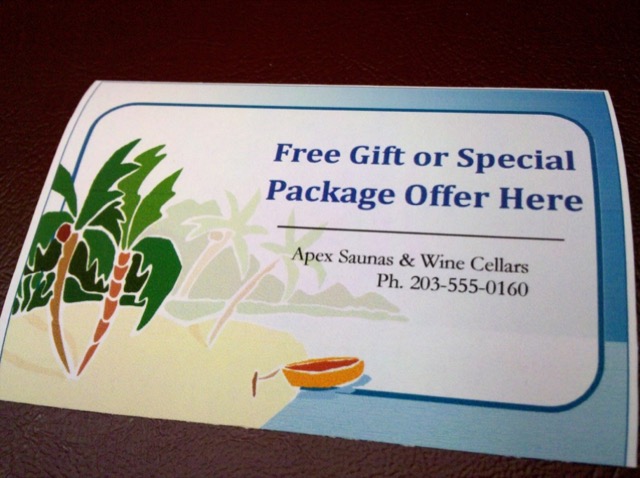 Free Gift or Special
Package Offer Here
Apex Saunas & Wine Cellars
Ph. 203-555-0160